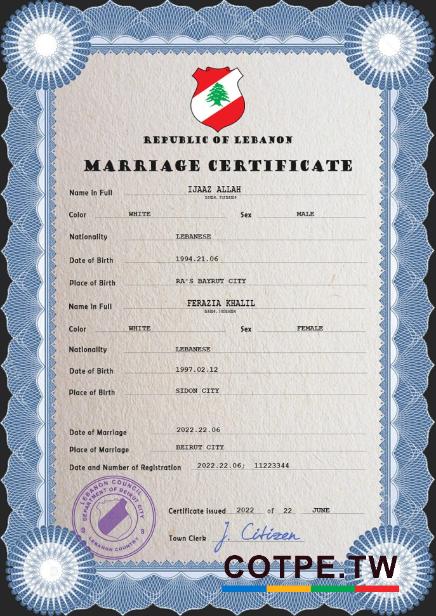 REPUBLIC OF LEBANON
MARRIAGE CERTIFICATE
Name in Full IJAAZ ALLAH
Color WHITE Sex MALE
Nationality LEBANESE
Date of Birth 1994.21.06
Place of Birth RA'S BAYRUT CITY
Name in Full FERAZIA KHALIL
Color WHITE Sex FEMALE
Nationality LEBANESE
Date of Birth 1997.02.12
Place of Birth SIDON CITY
Date of Marriage 2022.22.06
Place of Marriage BEIRUT CITY
Date and Number of Registration 2022.22.06; 11223344
LEBANON COUNCIL
DEPARTMENT OF BEIRUT CITY
LEBANON COUNTRY
Certificate issued 2022 of 22 JUNE
Town Clerk J. Citizen
COTPE.TW